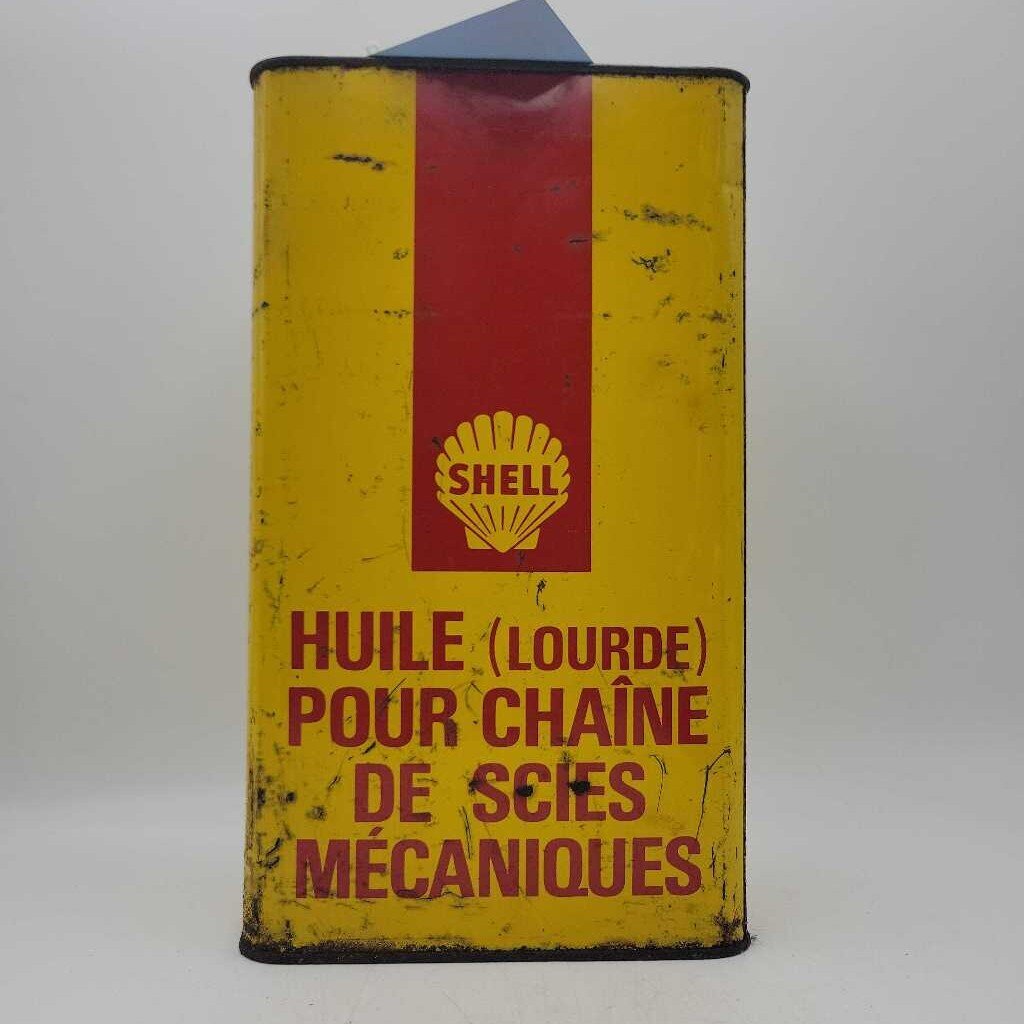 SHELL
HUILE (LOURDE)
POUR CHAÎNE
DE SCIES
MÉCANIQUES